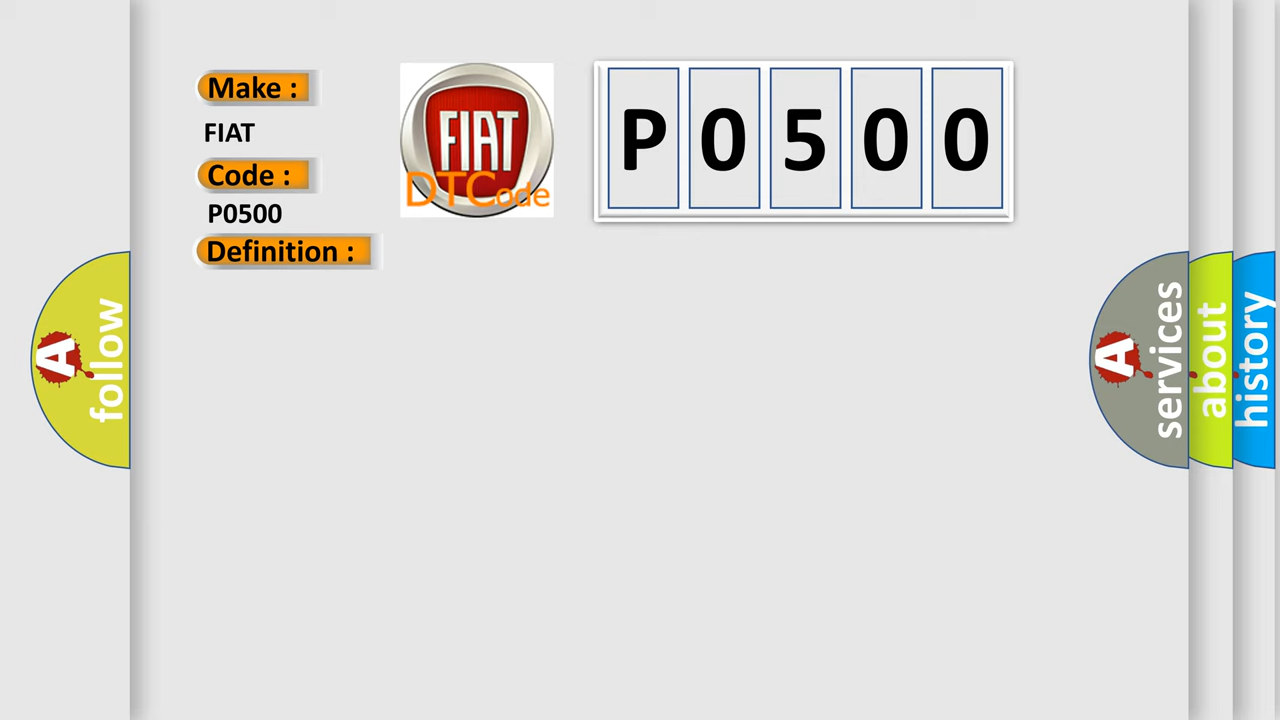 Make :
FIAT
Code :
P0500
Definition :
FIAT
DTCode
P0500
A follow
A services
about
history